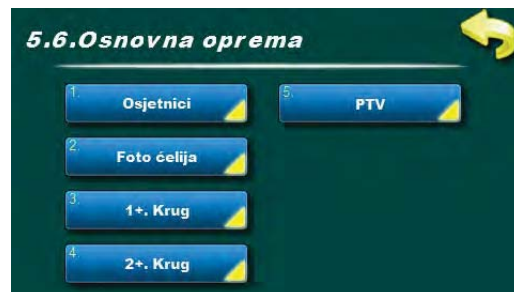 5.6.Osnovna oprema
1. Osjetnici
2. Foto ćelija
3. 1+. Krug
4. 2+. Krug
5. PTV